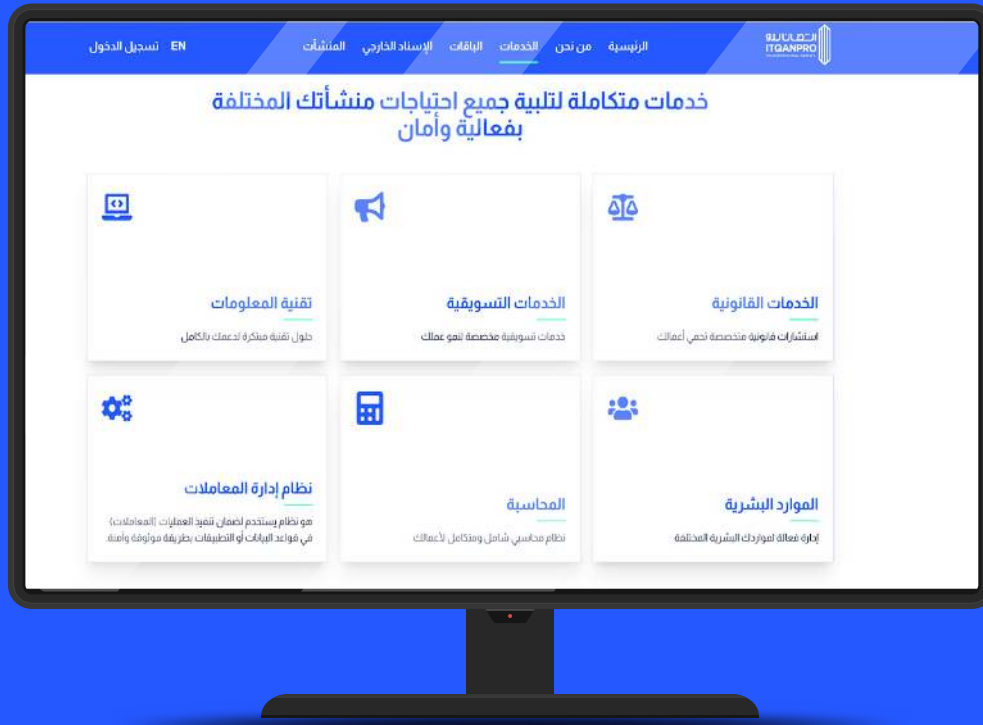 ITQANPRO
الرئيسية من نحن الخدمات الباقات الإسناد الخارجي المنشآت EN تسجيل الدخول
خدمات متكاملة لتلبية جميع احتياجات منشأتك المختلفة
بفعالية وأمان
الخدمات القانونية
استشارات قانونية متخصصة تحمي أعمالك
الخدمات التسويقية
خدمات تسويقية مخصصة لنمو عملك
تقنية المعلومات
حلول تقنية مبتكرة لدعمك بالكامل
الموارد البشرية
إدارة فعالة لمواردك البشرية المختلفة
المحاسبة
نظام محاسبي شامل ومتكامل لأعمالك
نظام إدارة المعاملات
هو نظام يستخدم لضمان تنفيذ العمليات (المعاملات)
في قواعد البيانات أو التطبيقات بطريقة موثوقة وآمنة.